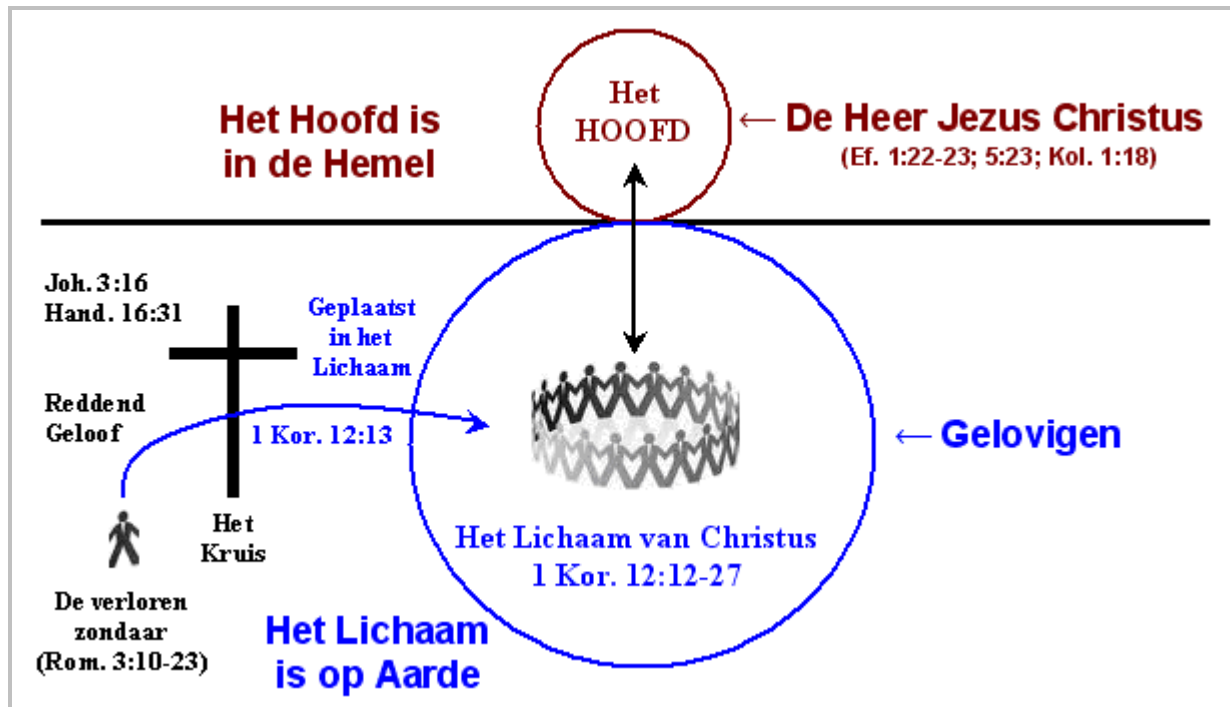 Het Hoofd is
in de Hemel
Het
HOOFD
← De Heer Jezus Christus
(Ef. 1:22-23; 5:23; Kol. 1:18)
Joh. 3:16
Hand. 16:31
Geplaatst
in het
Lichaam
Reddend
Geloof
1 Kor. 12:13
← Gelovigen
Het
Kruis
De verloren
zondaar
(Rom. 3:10-23)
Het Lichaam van Christus
1 Kor. 12:12-27
Het Lichaam
is op Aarde